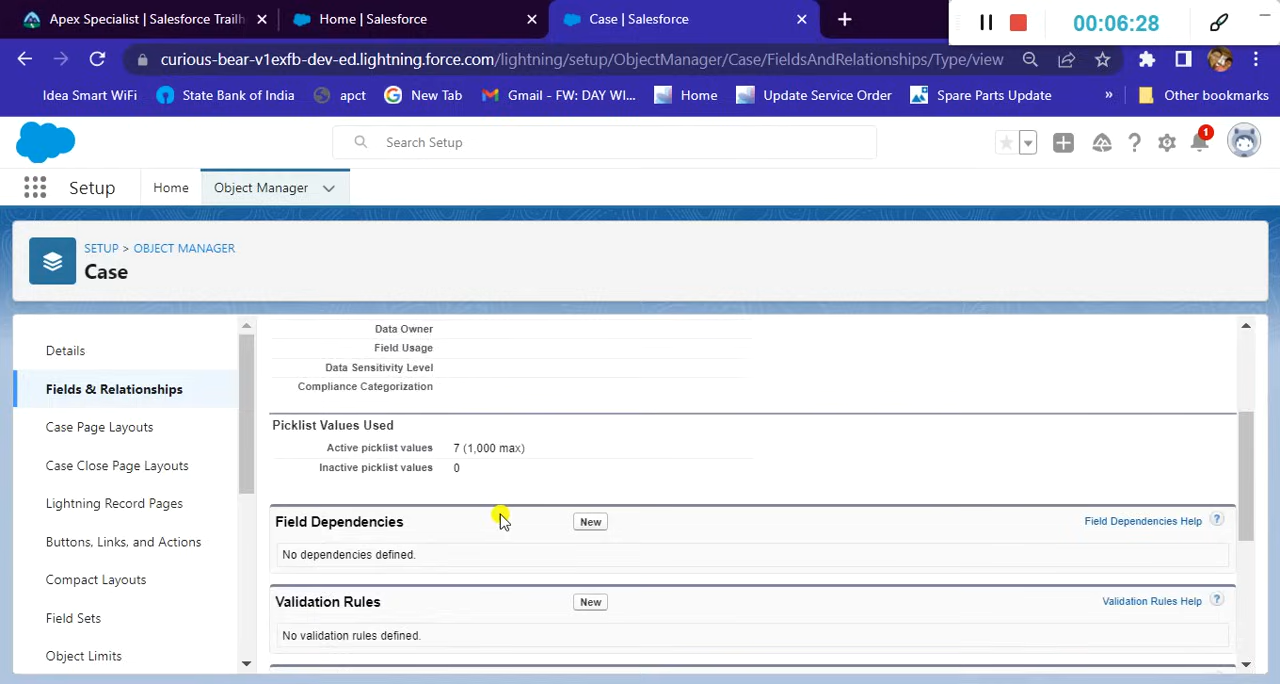 Apex Specialist | Salesforce Trailh
Home | Salesforce
Case | Salesforce
00:06:28
curious-bear-v1exfb-dev-ed.lightning.force.com/lightning/setup/ObjectManager/Case/FieldsAndRelationships/Type/view
Idea Smart WiFi
State Bank of India
apct
New Tab
Gmail - FW: DAY WI...
Home
Update Service Order
Spare Parts Update
»
Other bookmarks
Search Setup
1
Setup
Home
Object Manager
SETUP > OBJECT MANAGER
Case
Details
Fields & Relationships
Case Page Layouts
Case Close Page Layouts
Lightning Record Pages
Buttons, Links, and Actions
Compact Layouts
Field Sets
Object Limits
Data Owner
Field Usage
Data Sensitivity Level
Compliance Categorization
Picklist Values Used
Active picklist values 7 (1,000 max)
Inactive picklist values 0
Field Dependencies New Field Dependencies Help ?
No dependencies defined.
Validation Rules New Validation Rules Help ?
No validation rules defined.